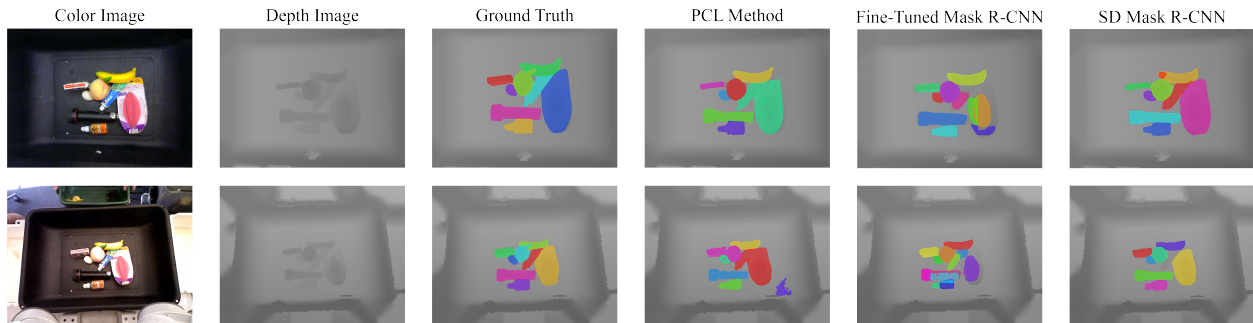 Color Image
Depth Image
Ground Truth
PCL Method
Fine-Tuned Mask R-CNN
SD Mask R-CNN